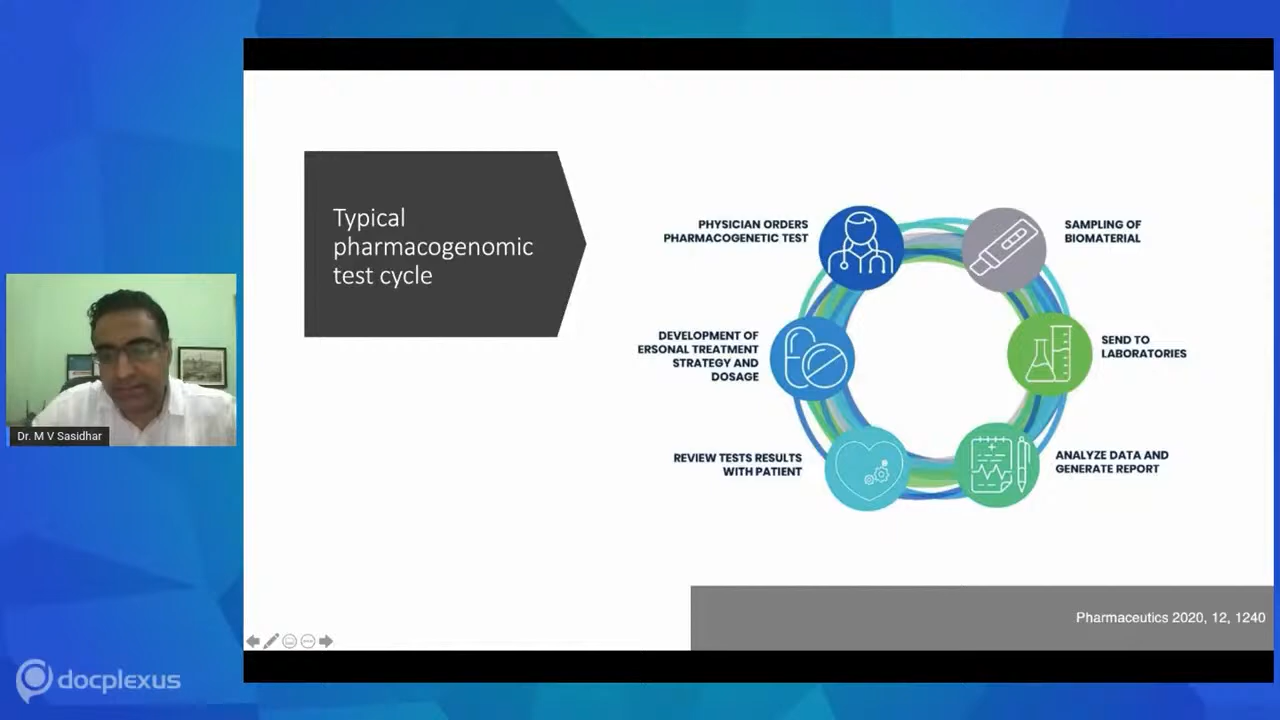 Typical
pharmacogenomic
test cycle
PHYSICIAN ORDERS
PHARMACOGENETIC TEST
SAMPLING OF
BIOMATERIAL
DEVELOPMENT OF
ERSONAL TREATMENT
STRATEGY AND
DOSAGE
SEND TO
LABORATORIES
REVIEW TESTS RESULTS
WITH PATIENT
ANALYZE DATA AND
GENERATE REPORT
Dr. M V Sasidhar
Pharmaceutics 2020, 12, 1240
docplexus